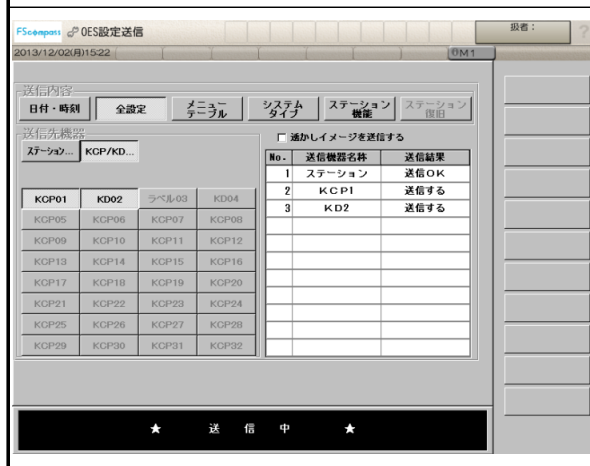 FScompass OES設定送信
扱者：
?
2013/12/02(月)15:22
0M1
送信内容
日付・時刻
全設定
メニュー
テーブル
システム
タイプ
ステーション
機能
ステーション
復旧
送信先機器
ステーション...
KCP/KD...
透かしイメージを送信する
No. 送信機器名称 送信結果
1 ステーション 送信OK
2 KCP1 送信する
3 KD2 送信する
KCP01 KD02 ラベル03 KD04
KCP05 KCP06 KCP07 KCP08
KCP09 KCP10 KCP11 KCP12
KCP13 KCP14 KCP15 KCP16
KCP17 KCP18 KCP19 KCP20
KCP21 KCP22 KCP23 KCP24
KCP25 KCP26 KCP27 KCP28
KCP29 KCP30 KCP31 KCP32
★ 送 信 中 ★